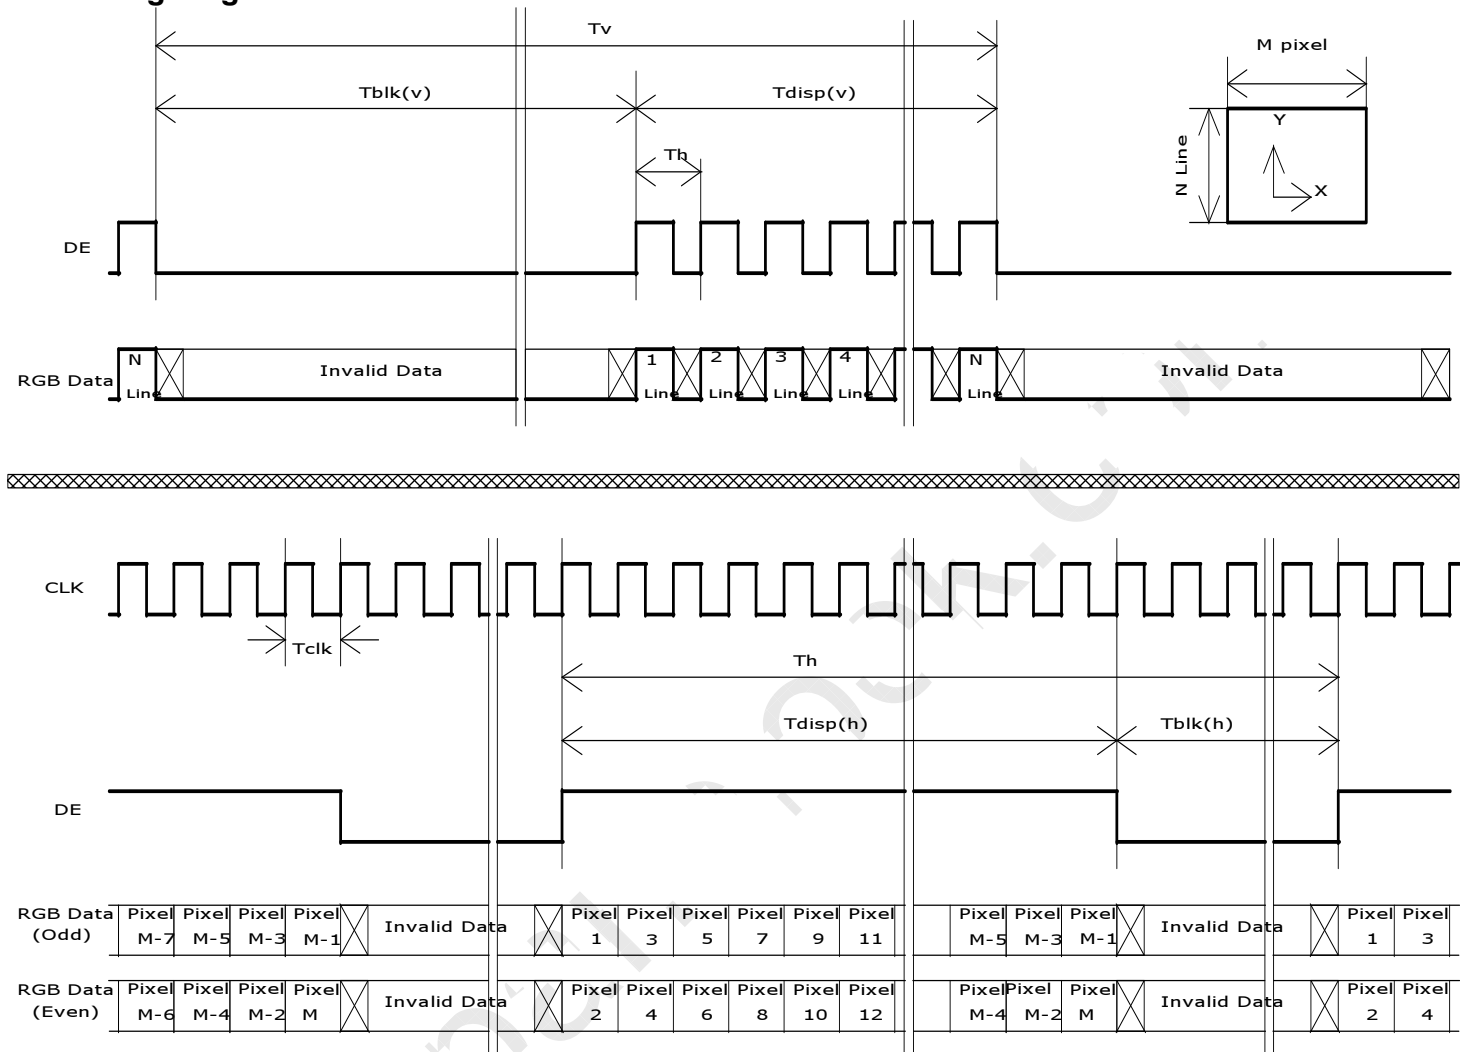 Tv
M pixel
Tblk(v) Tdisp(v)
Y
N Line
Th
X
DE
RGB Data N Line Invalid Data 1 Line 2 Line 3 Line 4 Line N Line Invalid Data
CLK
Tclk
Th
Tdisp(h) Tblk(h)
DE
RGB Data Pixel Pixel Pixel Pixel Invalid Data Pixel Pixel Pixel Pixel Pixel Pixel Pixel Pixel Pixel Invalid Data Pixel Pixel
(Odd) M-7 M-5 M-3 M-1 1 3 5 7 9 11 M-5 M-3 M-1 1 3
RGB Data Pixel Pixel Pixel Pixel Invalid Data Pixel Pixel Pixel Pixel Pixel Pixel Pixel Pixel Pixel Invalid Data Pixel Pixel
(Even) M-6 M-4 M-2 M 2 4 6 8 10 12 M-4 M-2 M 2 4